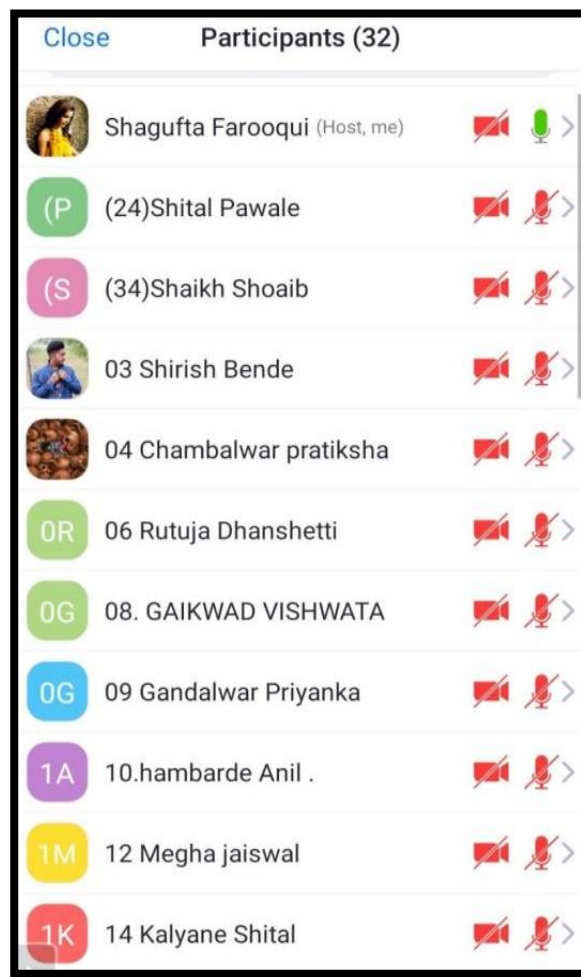 Close Participants (32)
Shagufta Farooqui (Host, me)
(P (24)Shital Pawale
(S (34)Shaikh Shoaib
03 Shirish Bende
04 Chambalwar pratiksha
0R 06 Rutuja Dhanshetti
0G 08. GAIKWAD VISHWATA
0G 09 Gandalwar Priyanka
1A 10.hambarde Anil .
1M 12 Megha jaiswal
1K 14 Kalyane Shital